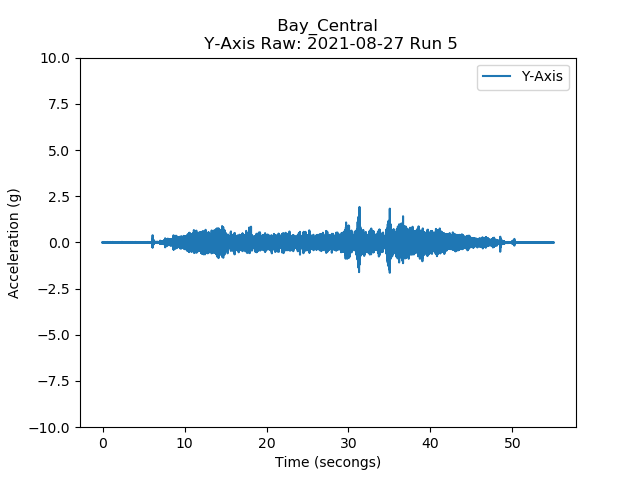 Bay_Central
Y-Axis Raw: 2021-08-27 Run 5
Y-Axis
10.0
7.5
5.0
2.5
0.0
−2.5
−5.0
−7.5
−10.0
Acceleration (g)
0 10 20 30 40 50
Time (secongs)